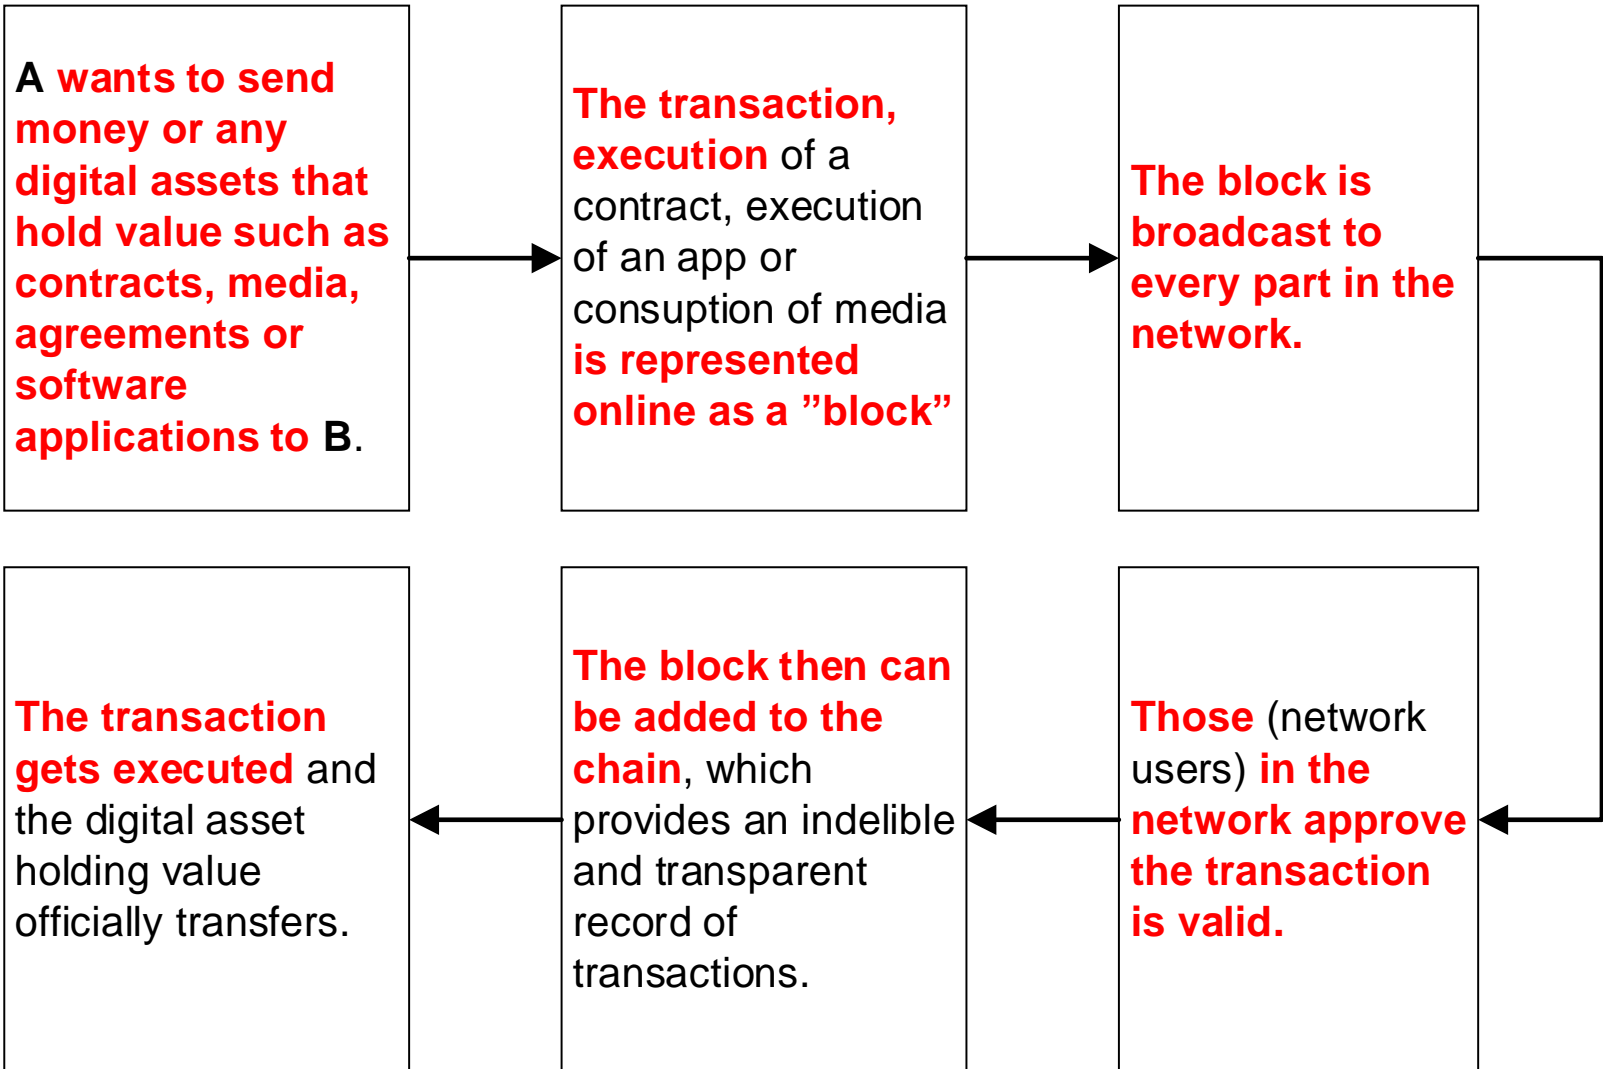 A wants to send
money or any
digital assets that
hold value such as
contracts, media,
agreements or
software
applications to B.
The transaction,
execution of a
contract, execution
of an app or
consuption of media
is represented
online as a ”block”
The block is
broadcast to
every part in the
network.
Those (network
users) in the
network approve
the transaction
is valid.
The block then can
be added to the
chain, which
provides an indelible
and transparent
record of
transactions.
The transaction
gets executed and
the digital asset
holding value
officially transfers.